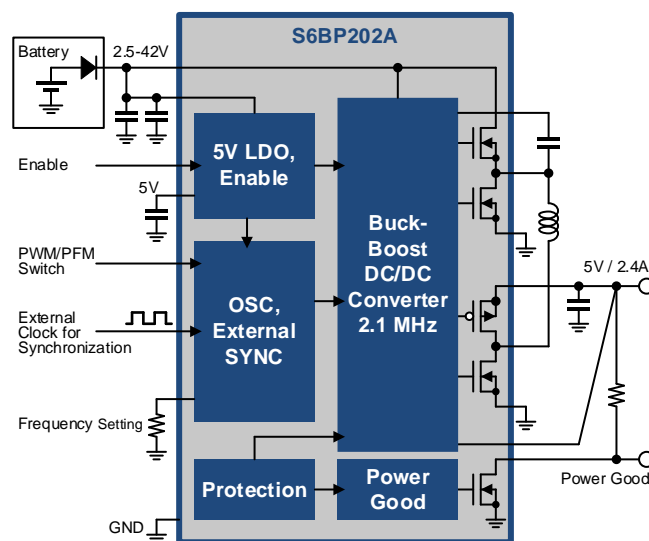 S6BP202A
Battery
2.5-42V
Enable
5V LDO,
Enable
5V
PWM/PFM
Switch
External
Clock for
Synchronization
OSC,
External
SYNC
Frequency Setting
Buck-
Boost
DC/DC
Converter
2.1 MHz
5V / 2.4A
Protection
Power
Good
Power Good
GND